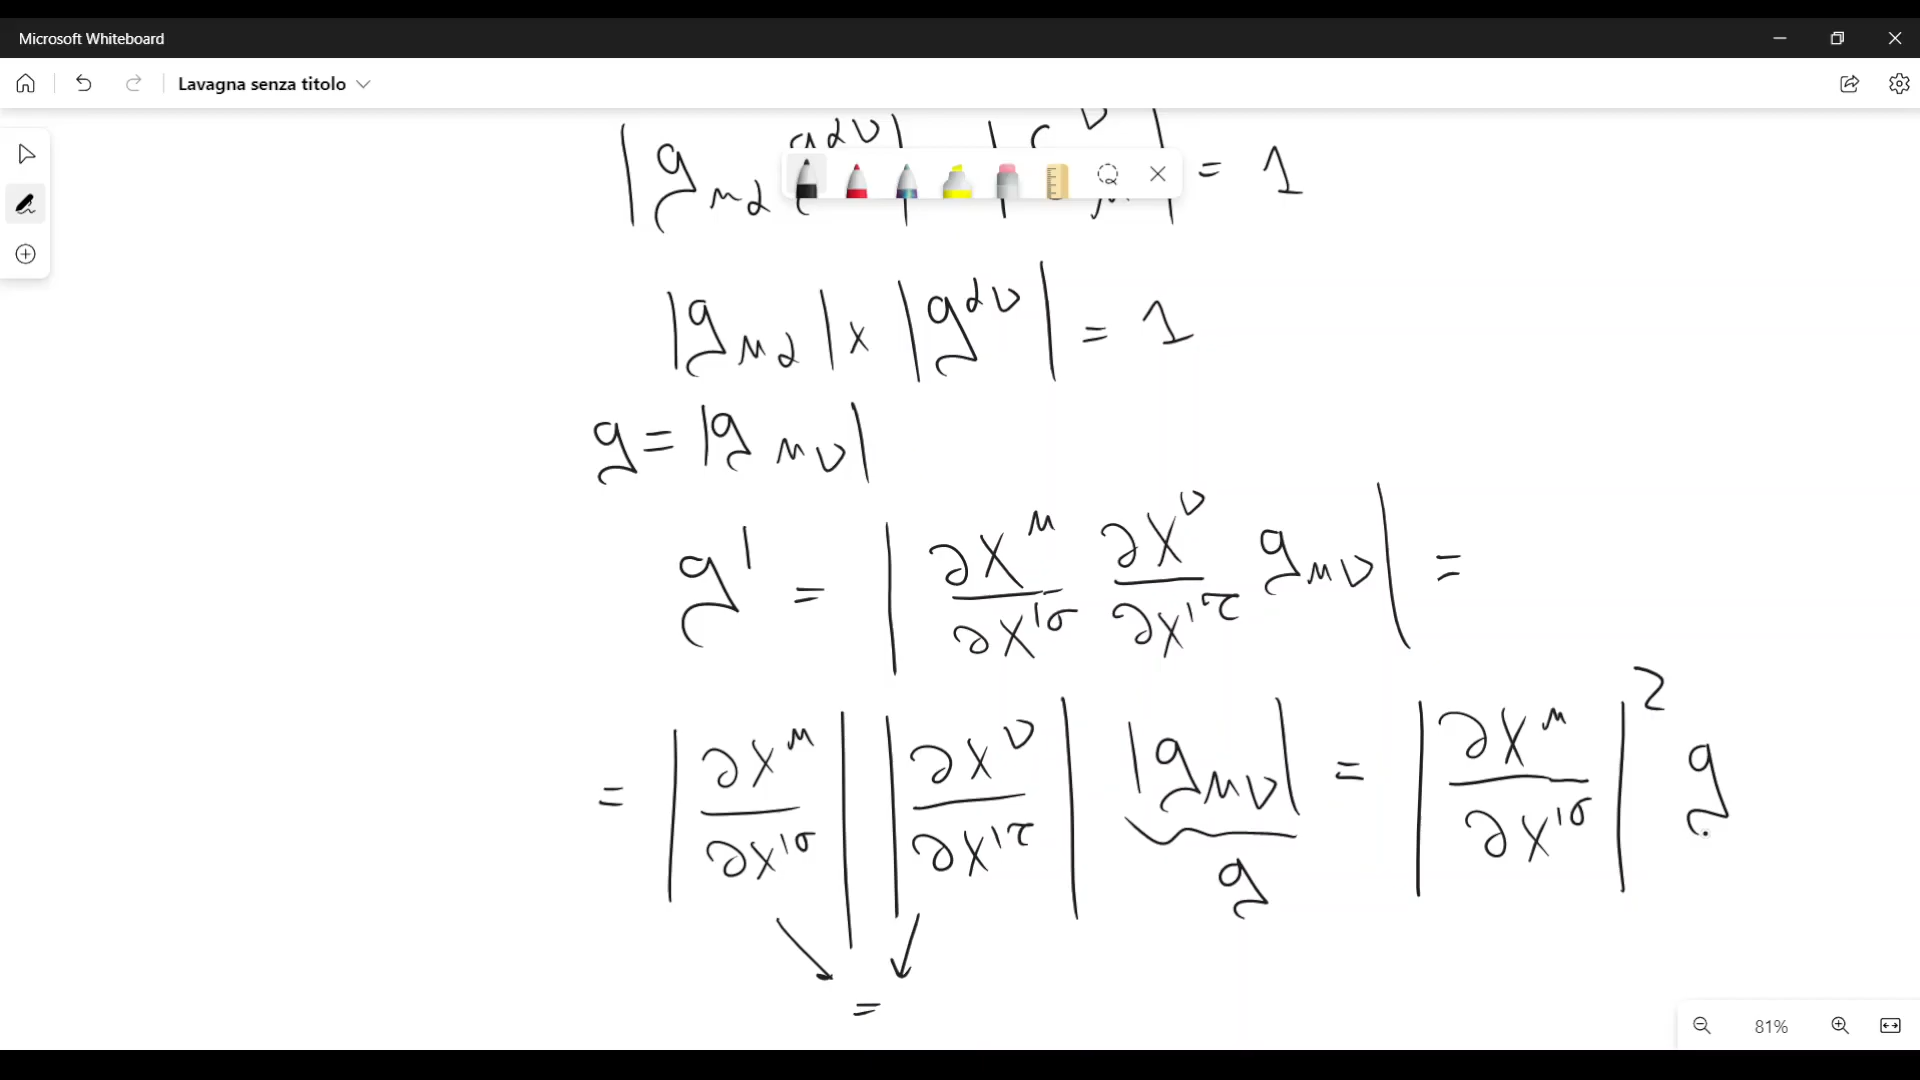 Microsoft Whiteboard
Lavagna senza titolo
|g_{μα} g^{αν}| = 1
|g_{μα}| x |g^{αν}| = 1
g = |g_{μν}|
g' = |∂x^μ/∂x'^σ ∂x^ν/∂x'^τ g_{μν}| =
= |∂x^μ/∂x'^σ| |∂x^ν/∂x'^τ| |g_{μν}| = |∂x^μ/∂x'^σ|^2 g
g
=
81%